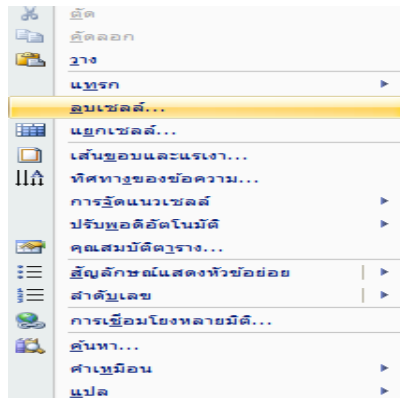 ตัด
คัดลอก
วาง
แทรก
ลบเซลล์...
แยกเซลล์...
เส้นขอบและแรเงา...
ทิศทางของข้อความ...
การจัดแนวเซลล์
ปรับพอดีอัตโนมัติ
คุณสมบัติตาราง...
สัญลักษณ์แสดงหัวข้อย่อย
ลำดับเลข
การเชื่อมโยงหลายมิติ...
ค้นหา...
คำเหมือน
แปล